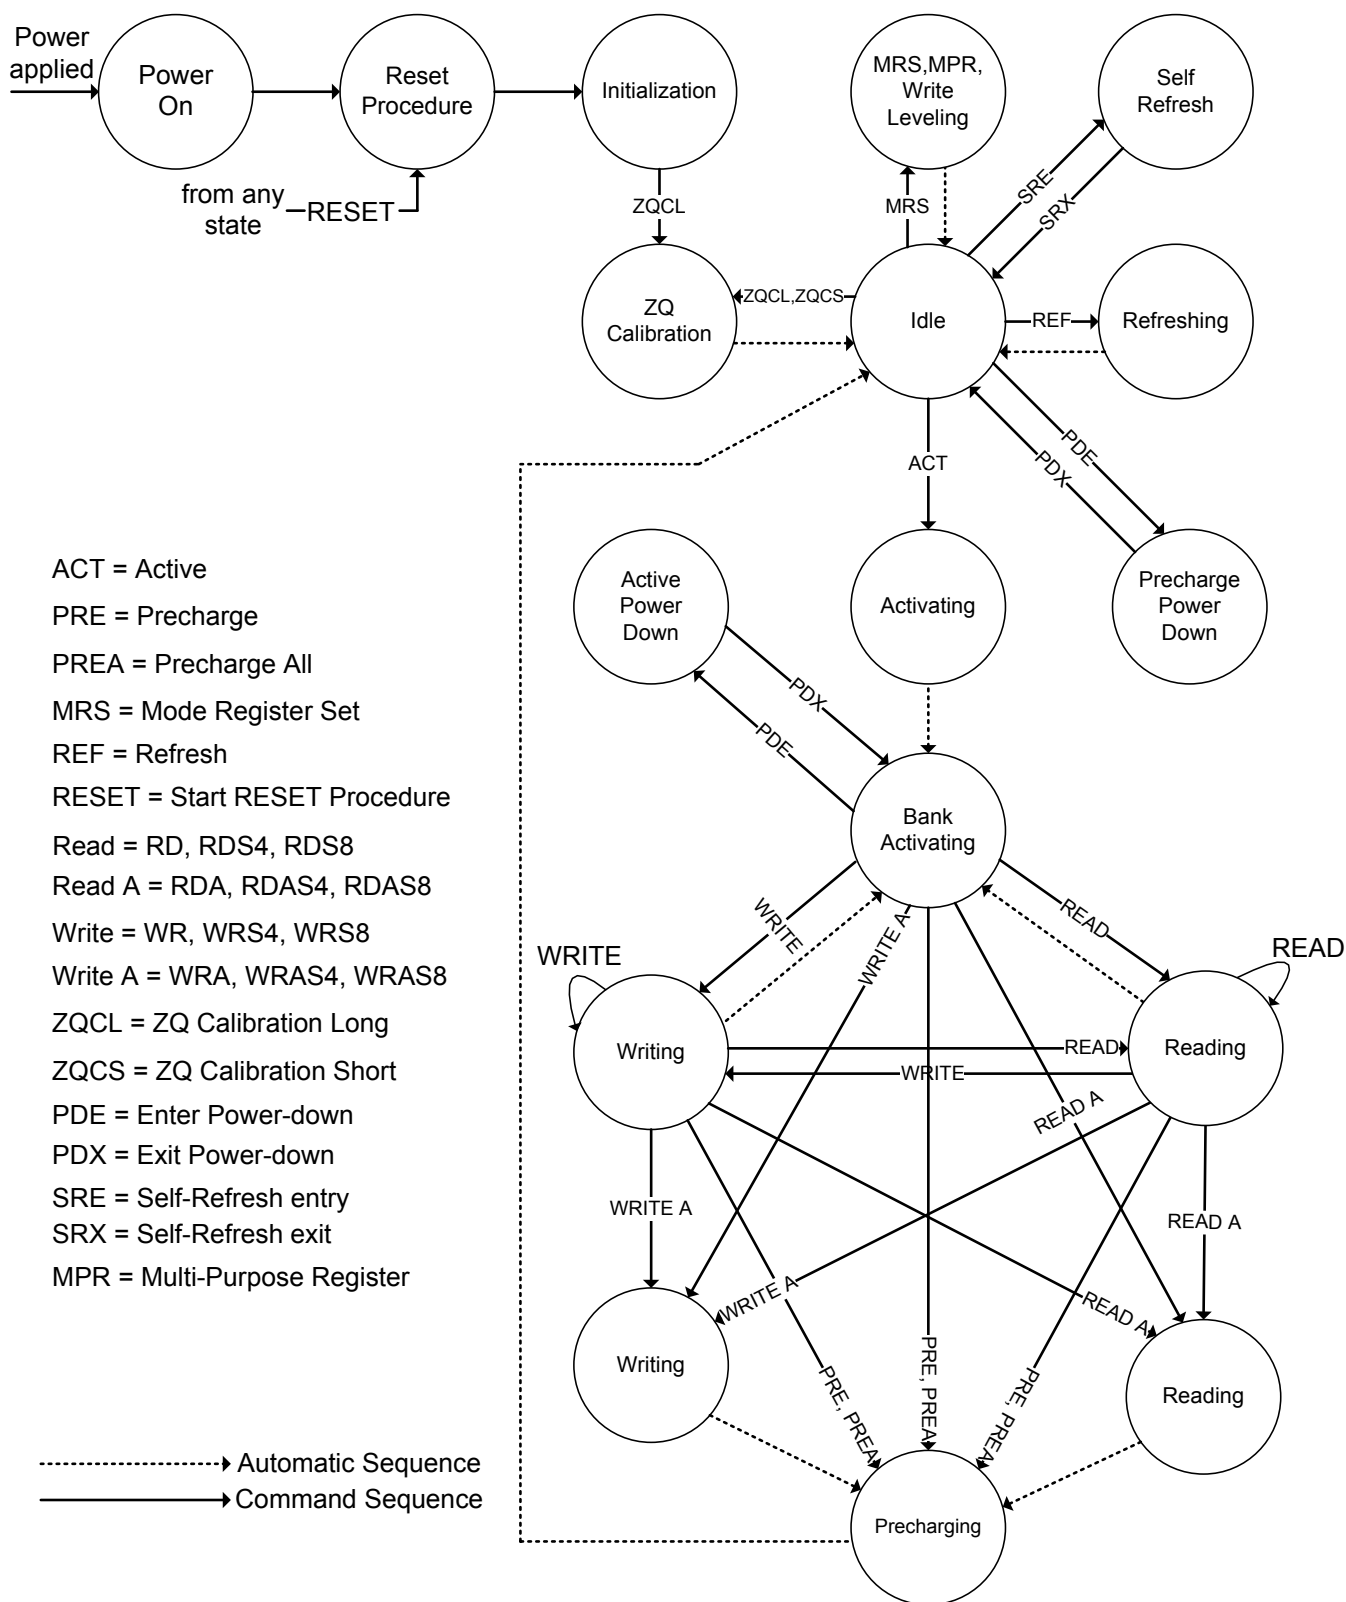 Power
applied
Power
On
Reset
Procedure
Initialization
MRS,MPR,
Write
Leveling
Self
Refresh
from any
state
RESET
ZQCL
MRS
SRE
SRX
ZQ
Calibration
ZQCL,ZQCS
Idle
REF
Refreshing
ACT
PDE
PDX
Active
Power
Down
Activating
Precharge
Power
Down
PDX
PDE
Bank
Activating
WRITE
WRITE A
READ
WRITE
READ
Writing
READ
WRITE
Reading
READ A
WRITE A
READ A
WRITE A
READ A
Writing
PRE, PREA
PRE, PREA
PRE, PREA
Reading
Precharging
ACT = Active
PRE = Precharge
PREA = Precharge All
MRS = Mode Register Set
REF = Refresh
RESET = Start RESET Procedure
Read = RD, RDS4, RDS8
Read A = RDA, RDAS4, RDAS8
Write = WR, WRS4, WRS8
Write A = WRA, WRAS4, WRAS8
ZQCL = ZQ Calibration Long
ZQCS = ZQ Calibration Short
PDE = Enter Power-down
PDX = Exit Power-down
SRE = Self-Refresh entry
SRX = Self-Refresh exit
MPR = Multi-Purpose Register
Automatic Sequence
Command Sequence